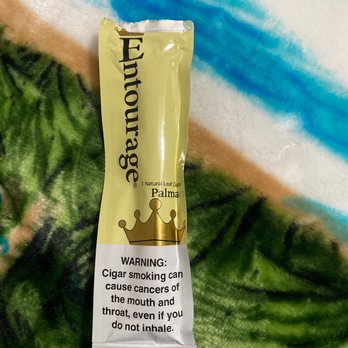 Entourage®
1 Natural Leaf Cigar
Palma
WARNING:
Cigar smoking can
cause cancers of
the mouth and
throat, even if you
do not inhale.